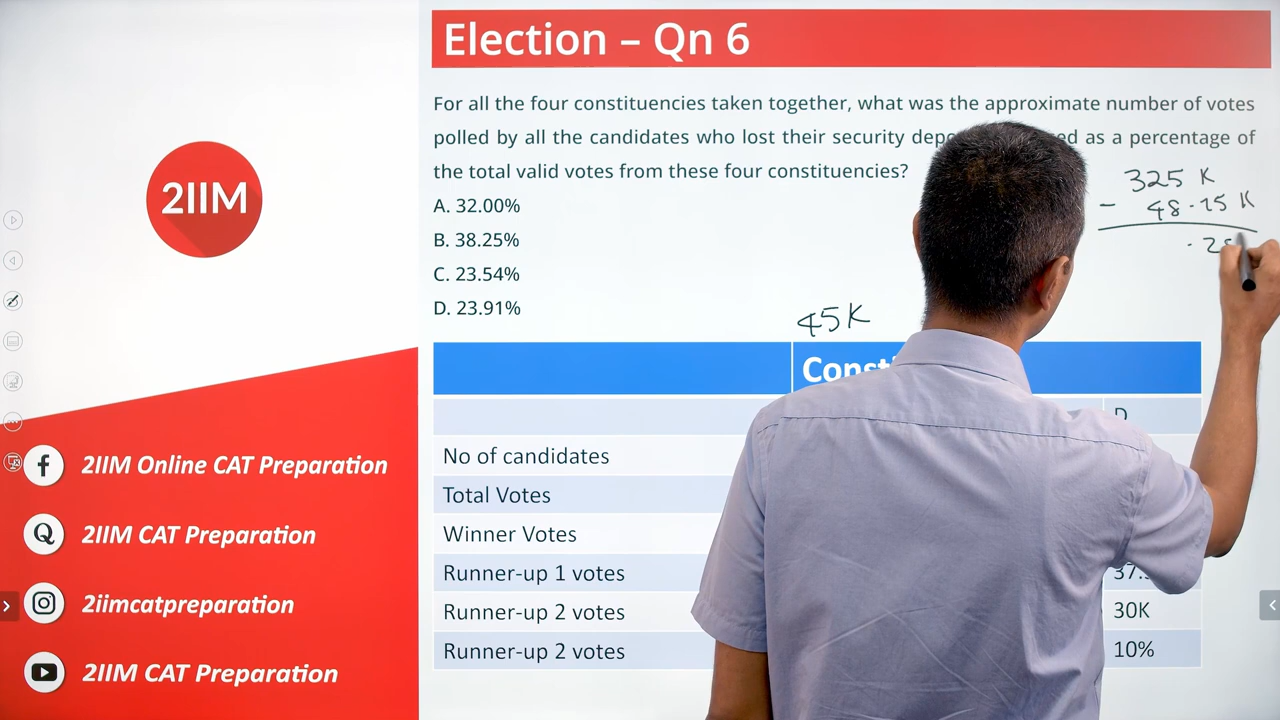 Election – Qn 6
For all the four constituencies taken together, what was the approximate number of votes
polled by all the candidates who lost their security as a percentage of
the total valid votes from these four constituencies?
325 K
- 48.75 K
A. 32.00%
B. 38.25%
C. 23.54%
D. 23.91%
45K
2IIM
D
No of candidates
Total Votes
Winner Votes
Runner-up 1 votes
Runner-up 2 votes 30K
Runner-up 2 votes 10%
2IIM Online CAT Preparation
2IIM CAT Preparation
2iimcatpreparation
2IIM CAT Preparation